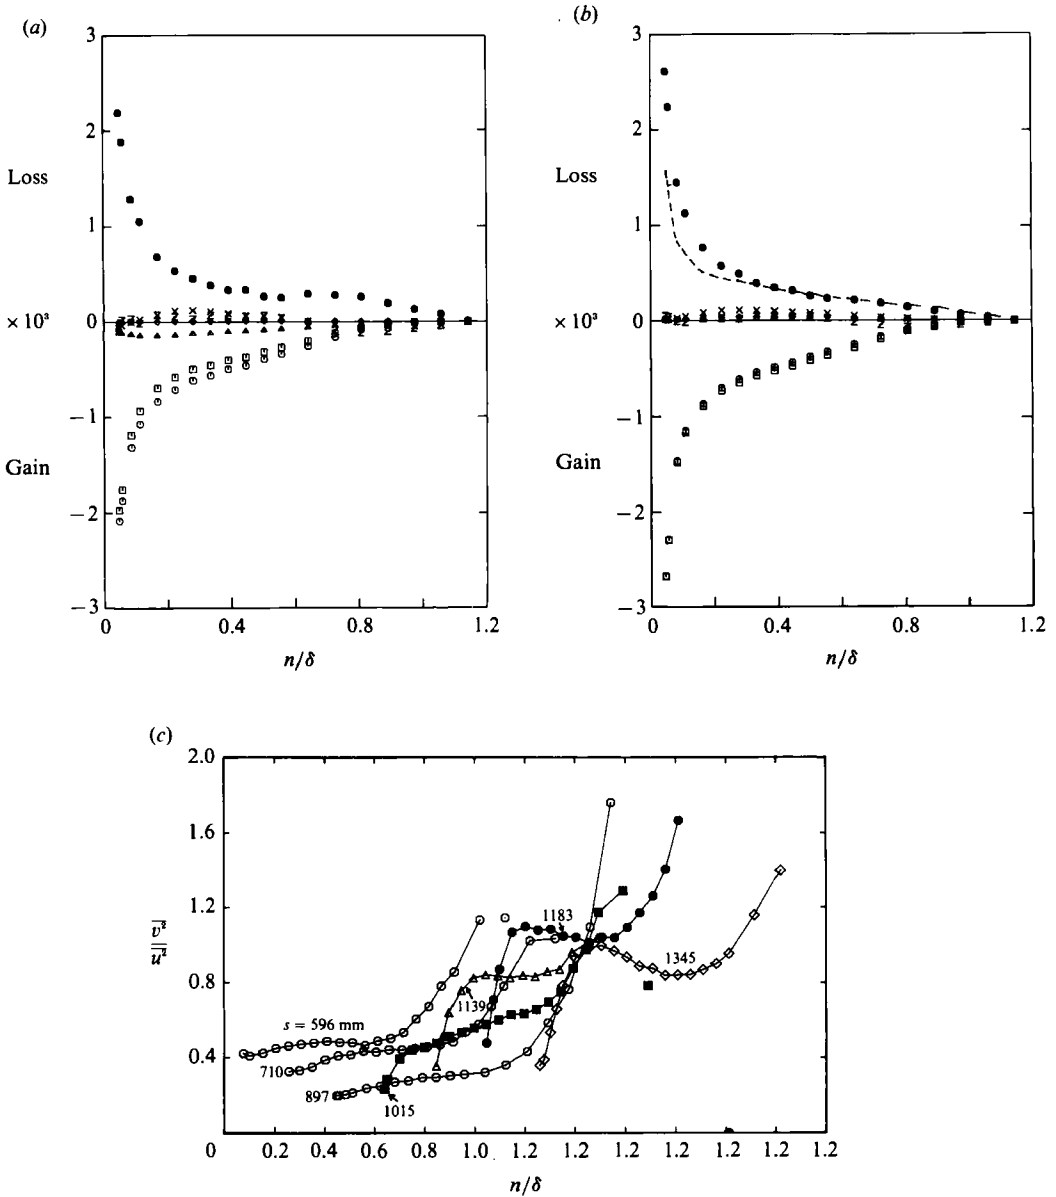 (a)
3
2
Loss
1
× 10³
0
−1
Gain
−2
−3
0 0.4 0.8 1.2
n/δ
(b)
3
2
Loss
1
× 10³
0
−1
Gain
−2
−3
0 0.4 0.8 1.2
n/δ
(c)
2.0
1.6
1.2
0.8
0.4
v²
u²
1183
1345
1139
s = 596 mm
710
897
1015
0 0.2 0.4 0.6 0.8 1.0 1.2 1.2 1.2 1.2 1.2 1.2
n/δ